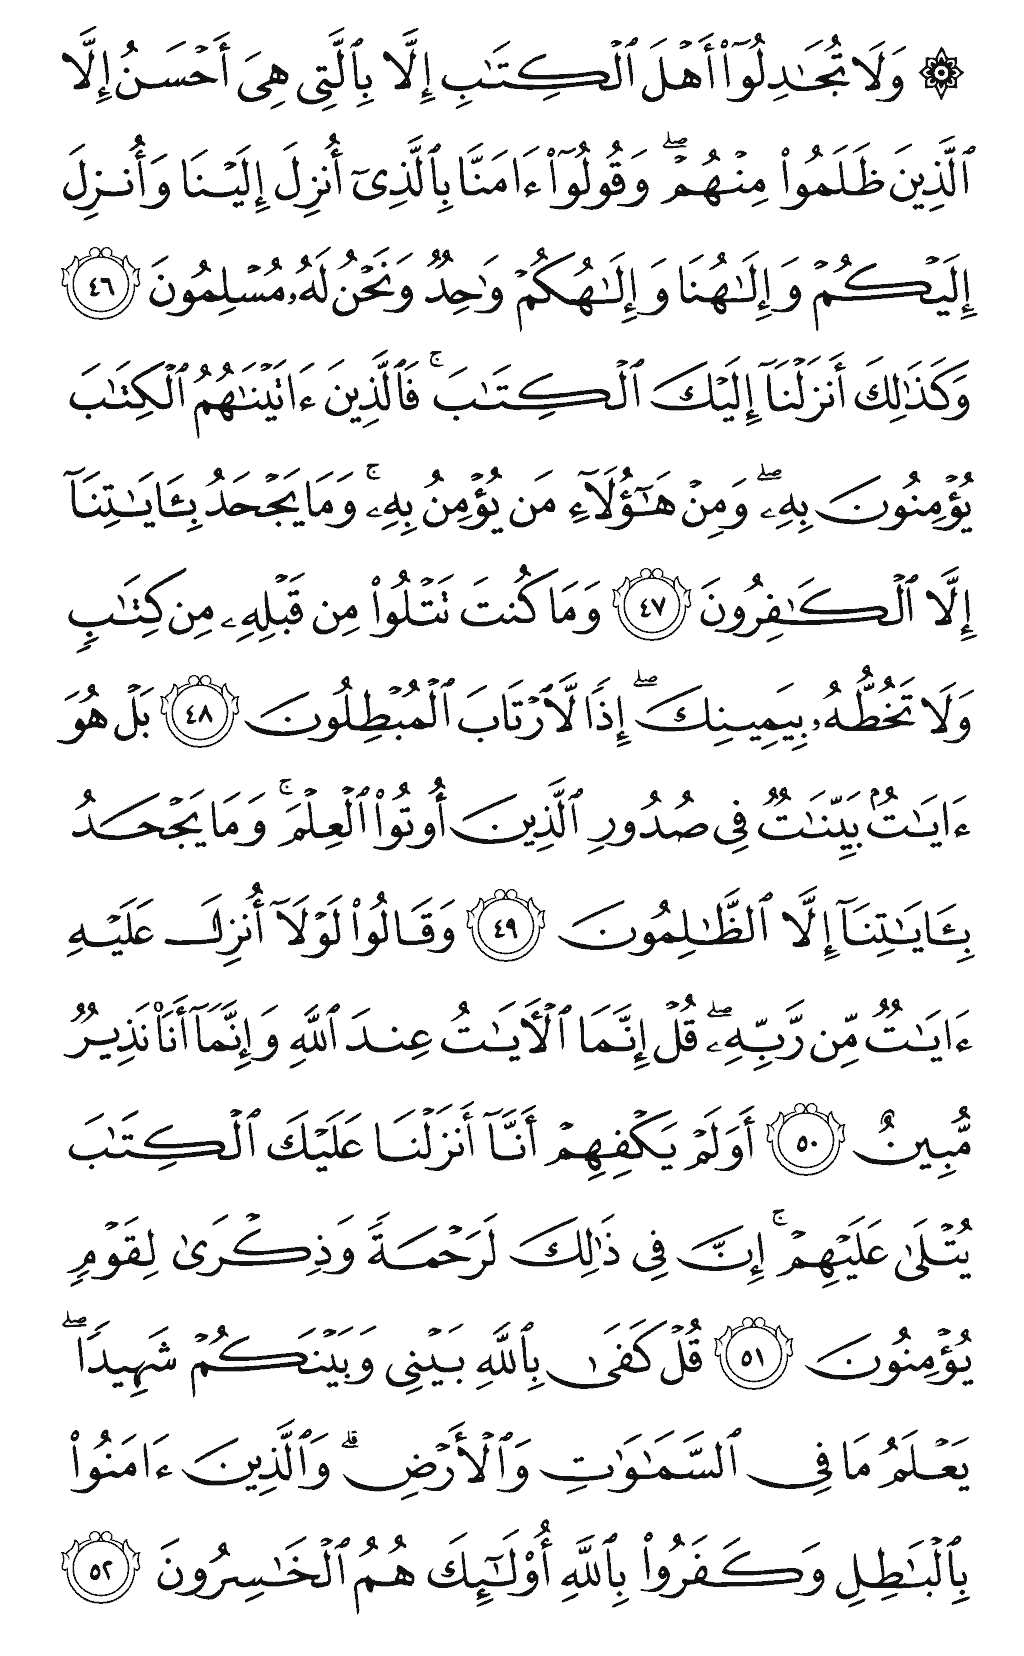 ۞ وَلَا تُجَـٰدِلُوٓا۟ أَهْلَ ٱلْكِتَـٰبِ إِلَّا بِٱلَّتِى هِىَ أَحْسَنُ إِلَّا
ٱلَّذِينَ ظَلَمُوا۟ مِنْهُمْ ۖ وَقُولُوٓا۟ ءَامَنَّا بِٱلَّذِىٓ أُنزِلَ إِلَيْنَا وَأُنزِلَ
إِلَيْكُمْ وَإِلَـٰهُنَا وَإِلَـٰهُكُمْ وَٰحِدٌ وَنَحْنُ لَهُۥ مُسْلِمُونَ ٤٦
وَكَذَٰلِكَ أَنزَلْنَآ إِلَيْكَ ٱلْكِتَـٰبَ ۚ فَٱلَّذِينَ ءَاتَيْنَـٰهُمُ ٱلْكِتَـٰبَ
يُؤْمِنُونَ بِهِۦ ۖ وَمِنْ هَـٰٓؤُلَآءِ مَن يُؤْمِنُ بِهِۦ ۚ وَمَا يَجْحَدُ بِـَٔايَـٰتِنَآ
إِلَّا ٱلْكَـٰفِرُونَ ٤٧ وَمَا كُنتَ تَتْلُوا۟ مِن قَبْلِهِۦ مِن كِتَـٰبٍ
وَلَا تَخُطُّهُۥ بِيَمِينِكَ ۖ إِذًا لَّٱرْتَابَ ٱلْمُبْطِلُونَ ٤٨ بَلْ هُوَ
ءَايَـٰتٌۢ بَيِّنَـٰتٌ فِى صُدُورِ ٱلَّذِينَ أُوتُوا۟ ٱلْعِلْمَ ۚ وَمَا يَجْحَدُ
بِـَٔايَـٰتِنَآ إِلَّا ٱلظَّـٰلِمُونَ ٤٩ وَقَالُوا۟ لَوْلَآ أُنزِلَ عَلَيْهِ
ءَايَـٰتٌ مِّن رَّبِّهِۦ ۖ قُلْ إِنَّمَا ٱلْـَٔايَـٰتُ عِندَ ٱللَّهِ وَإِنَّمَآ أَنَا۠ نَذِيرٌ
مُّبِينٌ ٥٠ أَوَلَمْ يَكْفِهِمْ أَنَّآ أَنزَلْنَا عَلَيْكَ ٱلْكِتَـٰبَ
يُتْلَىٰ عَلَيْهِمْ ۚ إِنَّ فِى ذَٰلِكَ لَرَحْمَةً وَذِكْرَىٰ لِقَوْمٍ
يُؤْمِنُونَ ٥١ قُلْ كَفَىٰ بِٱللَّهِ بَيْنِى وَبَيْنَكُمْ شَهِيدًا ۖ
يَعْلَمُ مَا فِى ٱلسَّمَـٰوَٰتِ وَٱلْأَرْضِ ۗ وَٱلَّذِينَ ءَامَنُوا۟
بِٱلْبَـٰطِلِ وَكَفَرُوا۟ بِٱللَّهِ أُو۟لَـٰٓئِكَ هُمُ ٱلْخَـٰسِرُونَ ٥٢